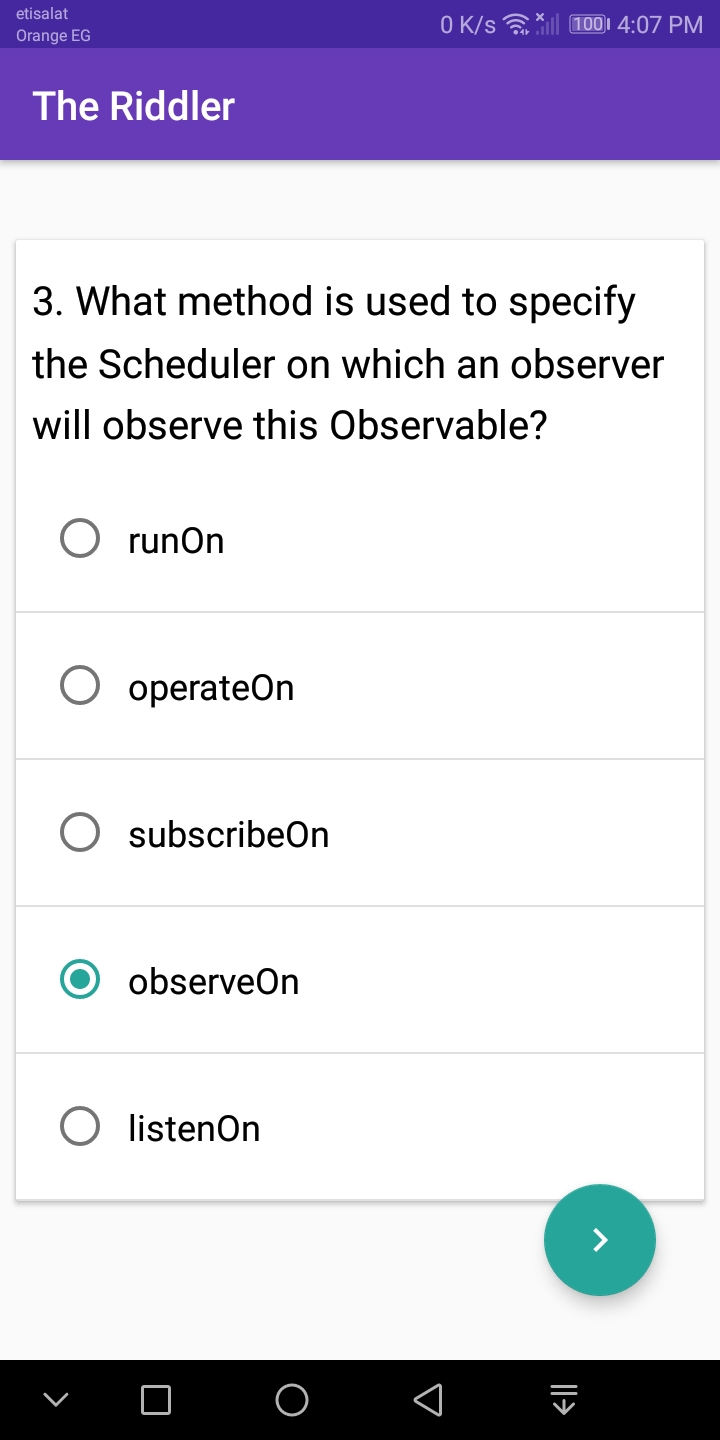 etisalat
Orange EG
0 K/s 100 4:07 PM
The Riddler
3. What method is used to specify
the Scheduler on which an observer
will observe this Observable?
runOn
operateOn
subscribeOn
observeOn
listenOn